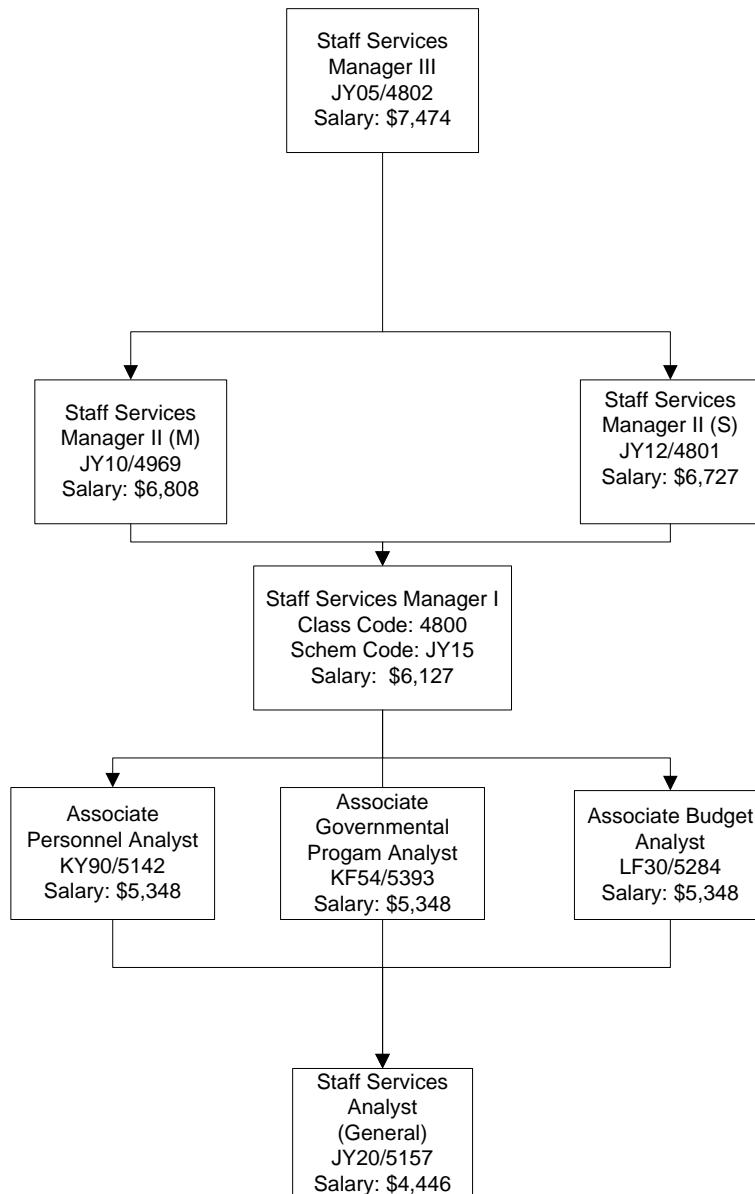 Staff Services
Manager III
JY05/4802
Salary: $7,474
Staff Services
Manager II (M)
JY10/4969
Salary: $6,808
Staff Services
Manager II (S)
JY12/4801
Salary: $6,727
Staff Services Manager I
Class Code: 4800
Schem Code: JY15
Salary:  $6,127
Associate
Personnel Analyst
KY90/5142
Salary: $5,348
Associate
Governmental
Progam Analyst
KF54/5393
Salary: $5,348
Associate Budget
Analyst
LF30/5284
Salary: $5,348
Staff Services
Analyst
(General)
JY20/5157
Salary: $4,446